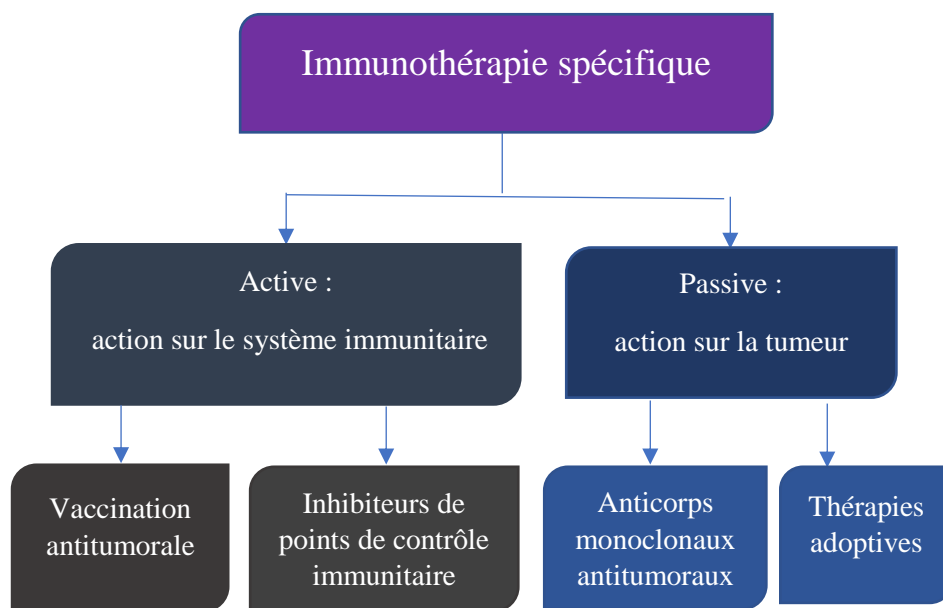 Immunothérapie spécifique
Active :
action sur le système immunitaire
Passive :
action sur la tumeur
Vaccination
antitumorale
Inhibiteurs de
points de contrôle
immunitaire
Anticorps
monoclonaux
antitumoraux
Thérapies
adoptives